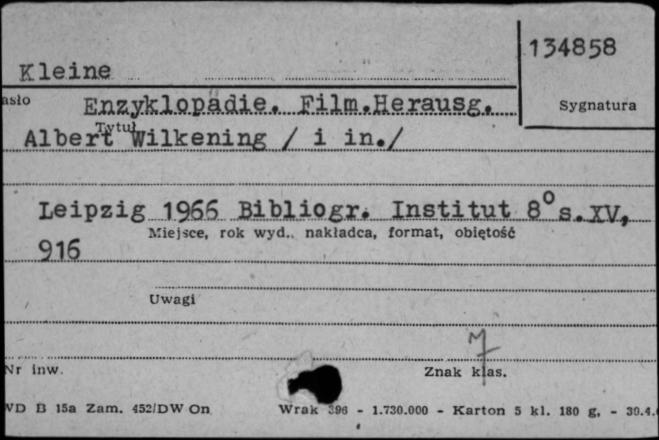 134858
Kleine
asło
Enzyklopädie. Film.Herausg.
Sygnatura
Tytuł
Albert Wilkening / i in./
Leipzig 1966 Bibliogr. Institut 8° s.XV,
Miejsce, rok wyd., nakładca, format, objętość
916
Uwagi
Nr inw.
Znak klas.
WD B 15a Zam. 452/DW On
Wrak 396 - 1.730.000 - Karton 5 kl. 180 g. - 30.4.